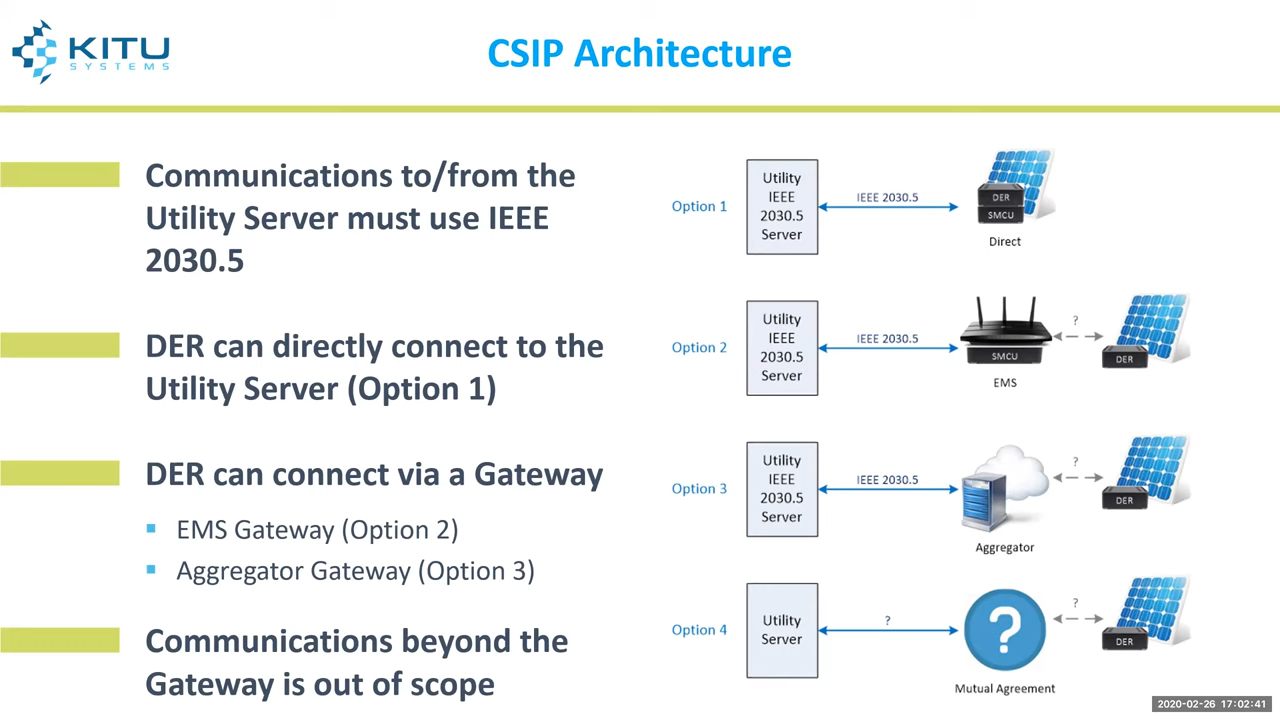 KITU
SYSTEMS
CSIP Architecture
Communications to/from the
Utility Server must use IEEE
2030.5
DER can directly connect to the
Utility Server (Option 1)
DER can connect via a Gateway
EMS Gateway (Option 2)
Aggregator Gateway (Option 3)
Communications beyond the
Gateway is out of scope
Option 1
Utility
IEEE
2030.5
Server
IEEE 2030.5
DER
SMCU
Direct
Option 2
Utility
IEEE
2030.5
Server
IEEE 2030.5
SMCU
EMS
?
DER
Option 3
Utility
IEEE
2030.5
Server
IEEE 2030.5
Aggregator
?
DER
Option 4
Utility
Server
?
?
Mutual Agreement
?
DER
2020-02-26 17:02:41